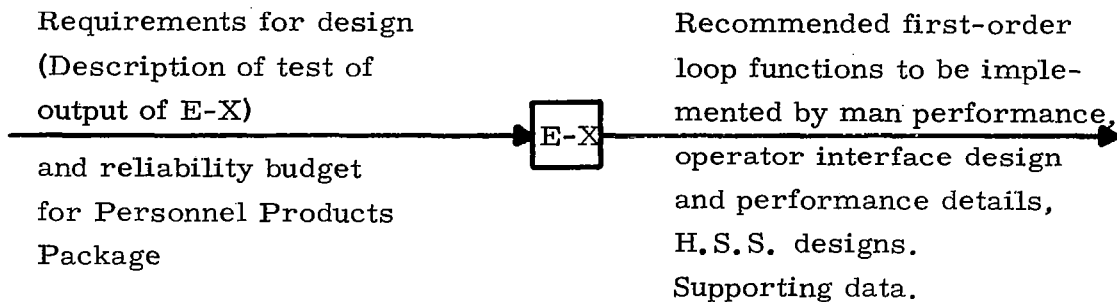 Requirements for design
(Description of test of
output of E-X)
and reliability budget
for Personnel Products
Package
E-X
Recommended first-order
loop functions to be imple-
mented by man performance,
operator interface design
and performance details,
H.S.S. designs.
Supporting data.